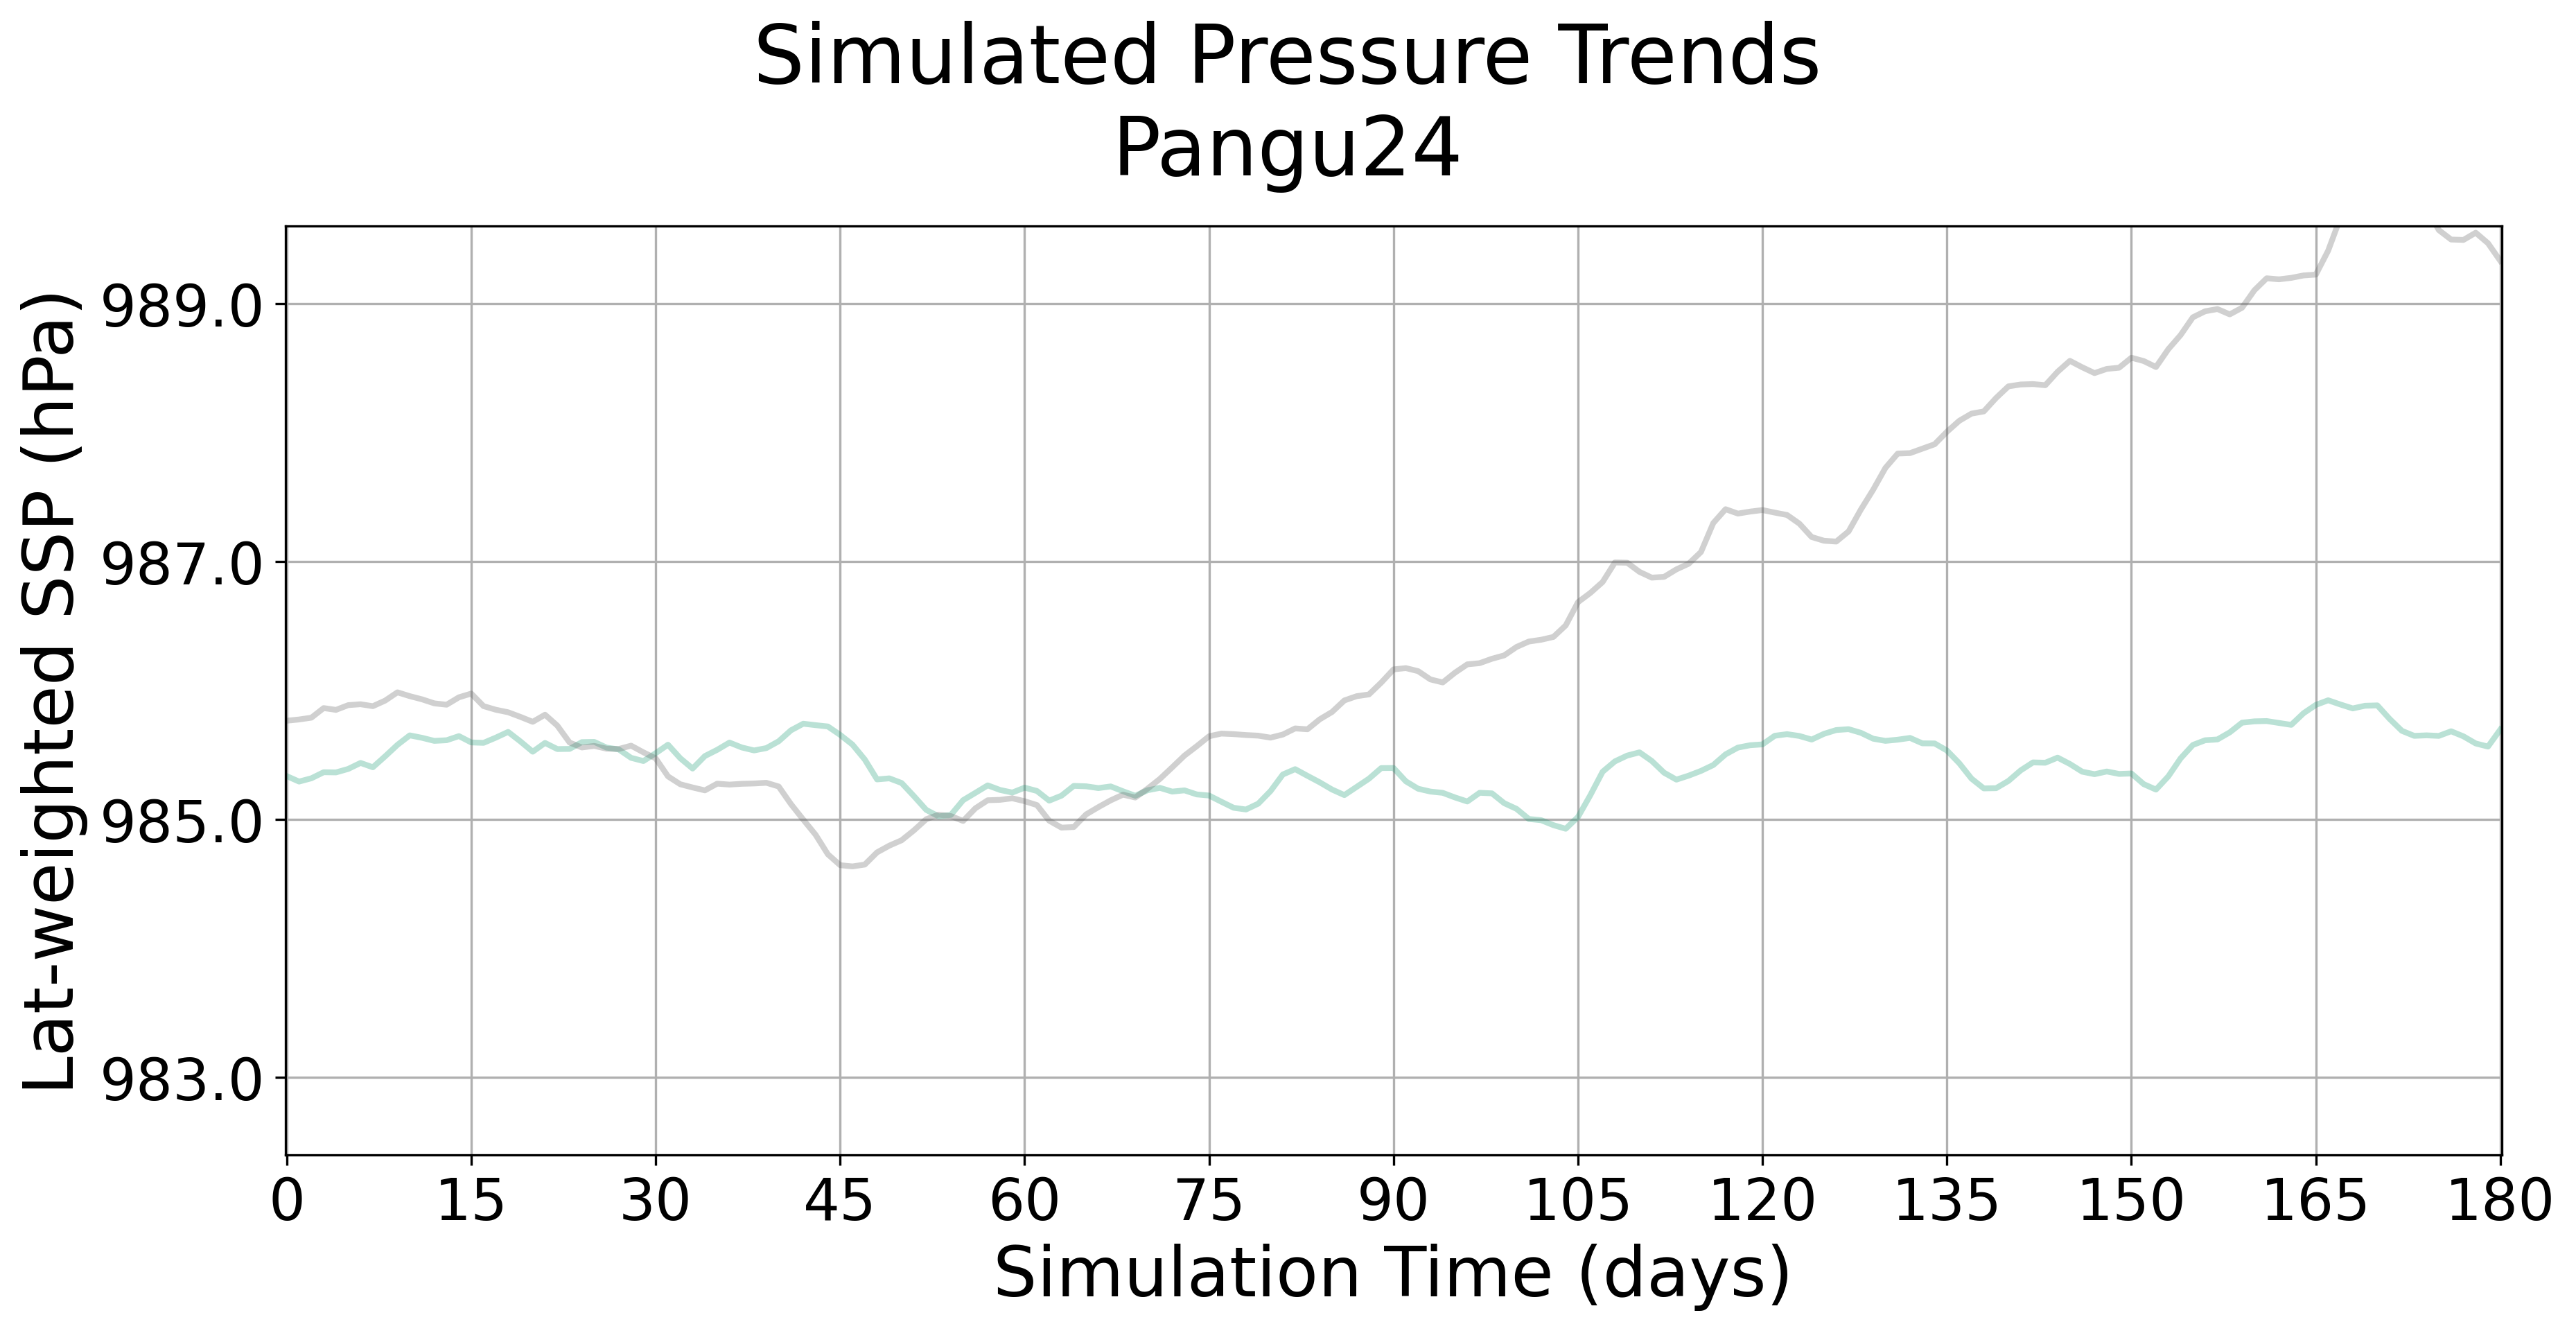 Simulated Pressure Trends
Pangu24
Lat-weighted SSP (hPa)
989.0
987.0
985.0
983.0
0 15 30 45 60 75 90 105 120 135 150 165 180
Simulation Time (days)